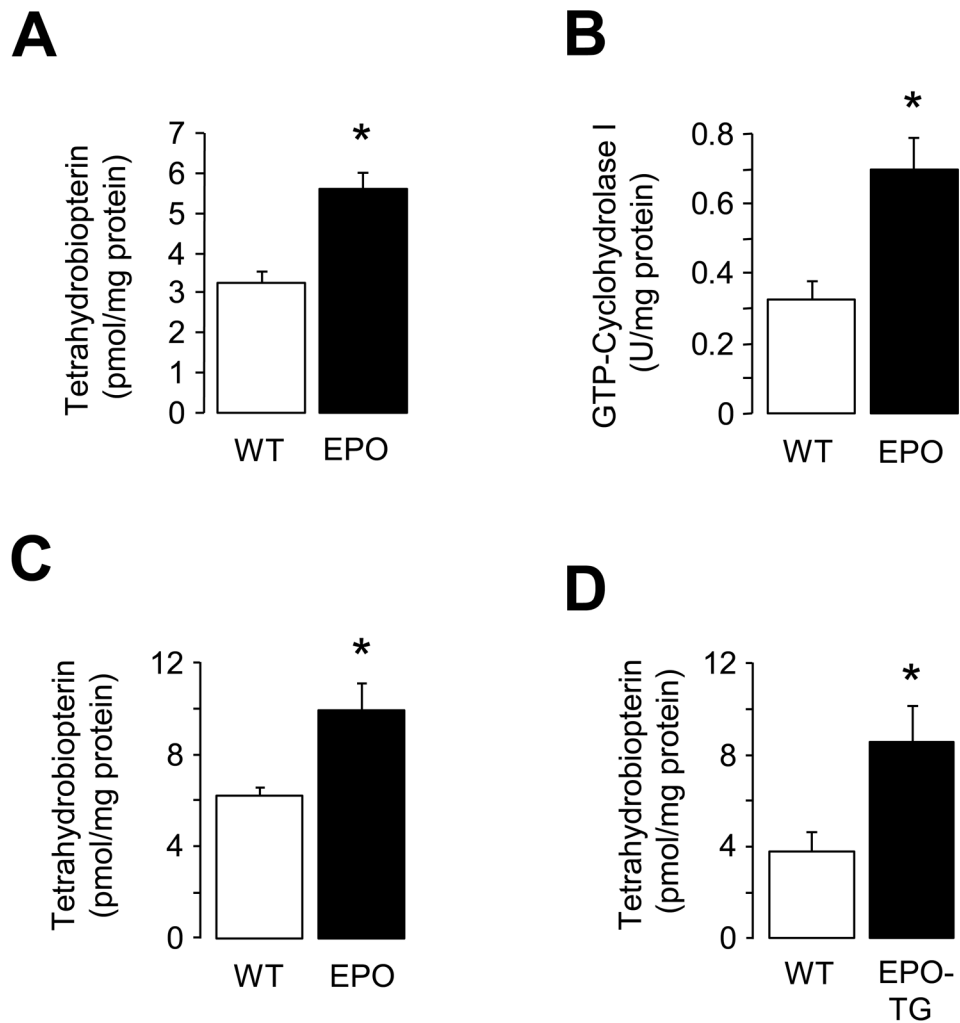 A
Tetrahydrobiopterin
(pmol/mg protein)
7
6
5
4
3
2
1
0
*
WT
EPO
B
GTP-Cyclohydrolase I
(U/mg protein)
0.8
0.6
0.4
0.2
0
*
WT
EPO
C
Tetrahydrobiopterin
(pmol/mg protein)
12
8
4
0
*
WT
EPO
D
Tetrahydrobiopterin
(pmol/mg protein)
12
8
4
0
*
WT
EPO-
TG